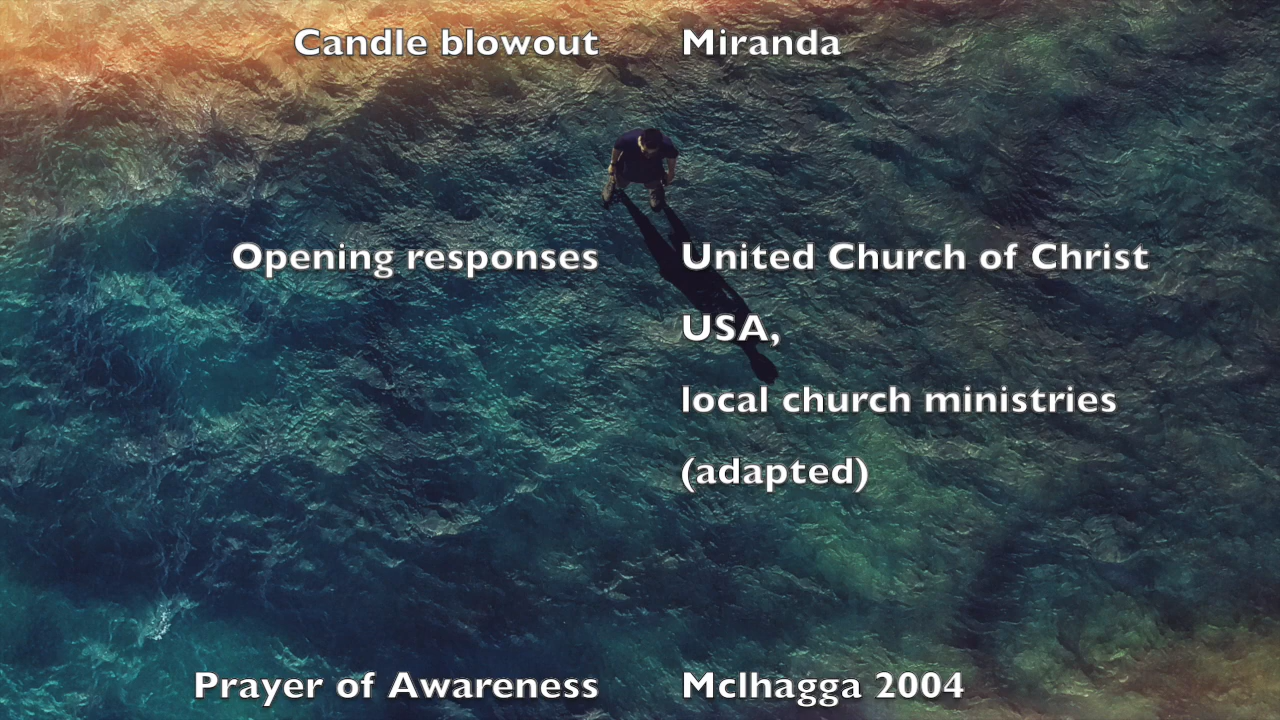 Candle blowout Miranda
Opening responses United Church of Christ
USA,
local church ministries
(adapted)
Prayer of Awareness McIhagga 2004